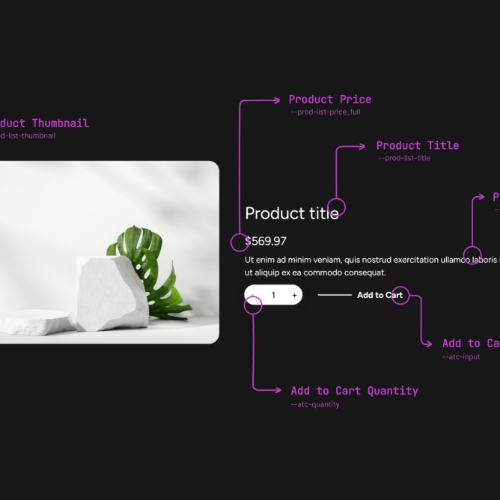 Product Price
--prod-list-price_full
duct Thumbnail
d-list-thumbnail
Product Title
--prod-list-title
P
Product title
$569.97
Ut enim ad minim veniam, quis nostrud exercitation ullamco laboris
ut aliquip ex ea commodo consequat.
1 +
Add to Cart
Add to Ca
--atc-input
Add to Cart Quantity
--atc-quantity